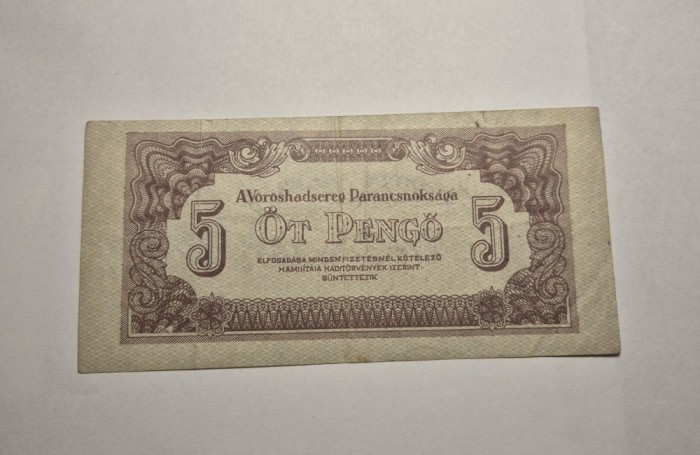 A Vöröshadsereg Parancsnoksága
5 ÖT PENGŐ 5
ELFOGADÁSA MINDEN FIZETÉSNÉL KÖTELEZŐ
HAMISÍTÁSA HADITÖRVÉNYEK SZERINT
BÜNTETTETIK